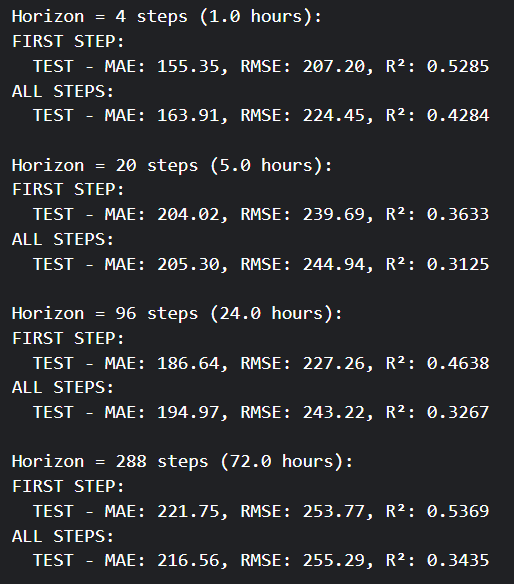 Horizon = 4 steps (1.0 hours):
FIRST STEP:
  TEST - MAE: 155.35, RMSE: 207.20, R²: 0.5285
ALL STEPS:
  TEST - MAE: 163.91, RMSE: 224.45, R²: 0.4284

Horizon = 20 steps (5.0 hours):
FIRST STEP:
  TEST - MAE: 204.02, RMSE: 239.69, R²: 0.3633
ALL STEPS:
  TEST - MAE: 205.30, RMSE: 244.94, R²: 0.3125

Horizon = 96 steps (24.0 hours):
FIRST STEP:
  TEST - MAE: 186.64, RMSE: 227.26, R²: 0.4638
ALL STEPS:
  TEST - MAE: 194.97, RMSE: 243.22, R²: 0.3267

Horizon = 288 steps (72.0 hours):
FIRST STEP:
  TEST - MAE: 221.75, RMSE: 253.77, R²: 0.5369
ALL STEPS:
  TEST - MAE: 216.56, RMSE: 255.29, R²: 0.3435